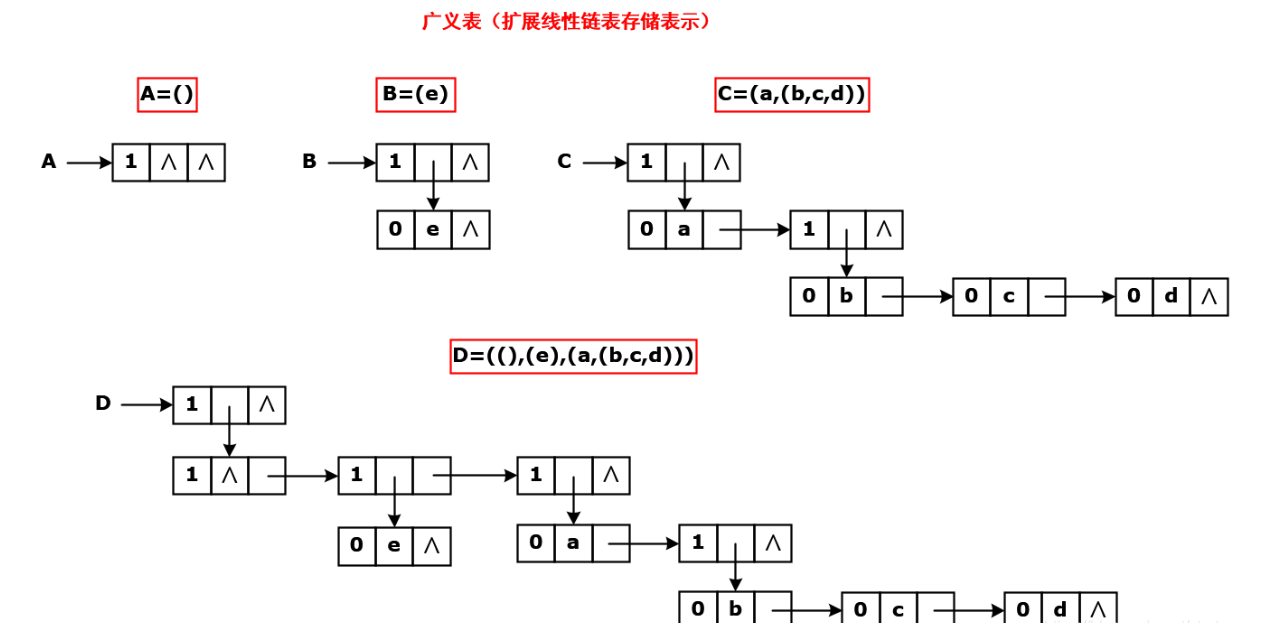 广义表（扩展线性链表存储表示）
A=() B=(e) C=(a,(b,c,d))
A 1 ∧ ∧ B 1 ∧ C 1 ∧
0 e ∧ 0 a 1 ∧
0 b 0 c 0 d ∧
D=((),(e),(a,(b,c,d)))
D 1 ∧
1 ∧ 1 1 ∧
0 e ∧ 0 a 1 ∧
0 b 0 c 0 d ∧